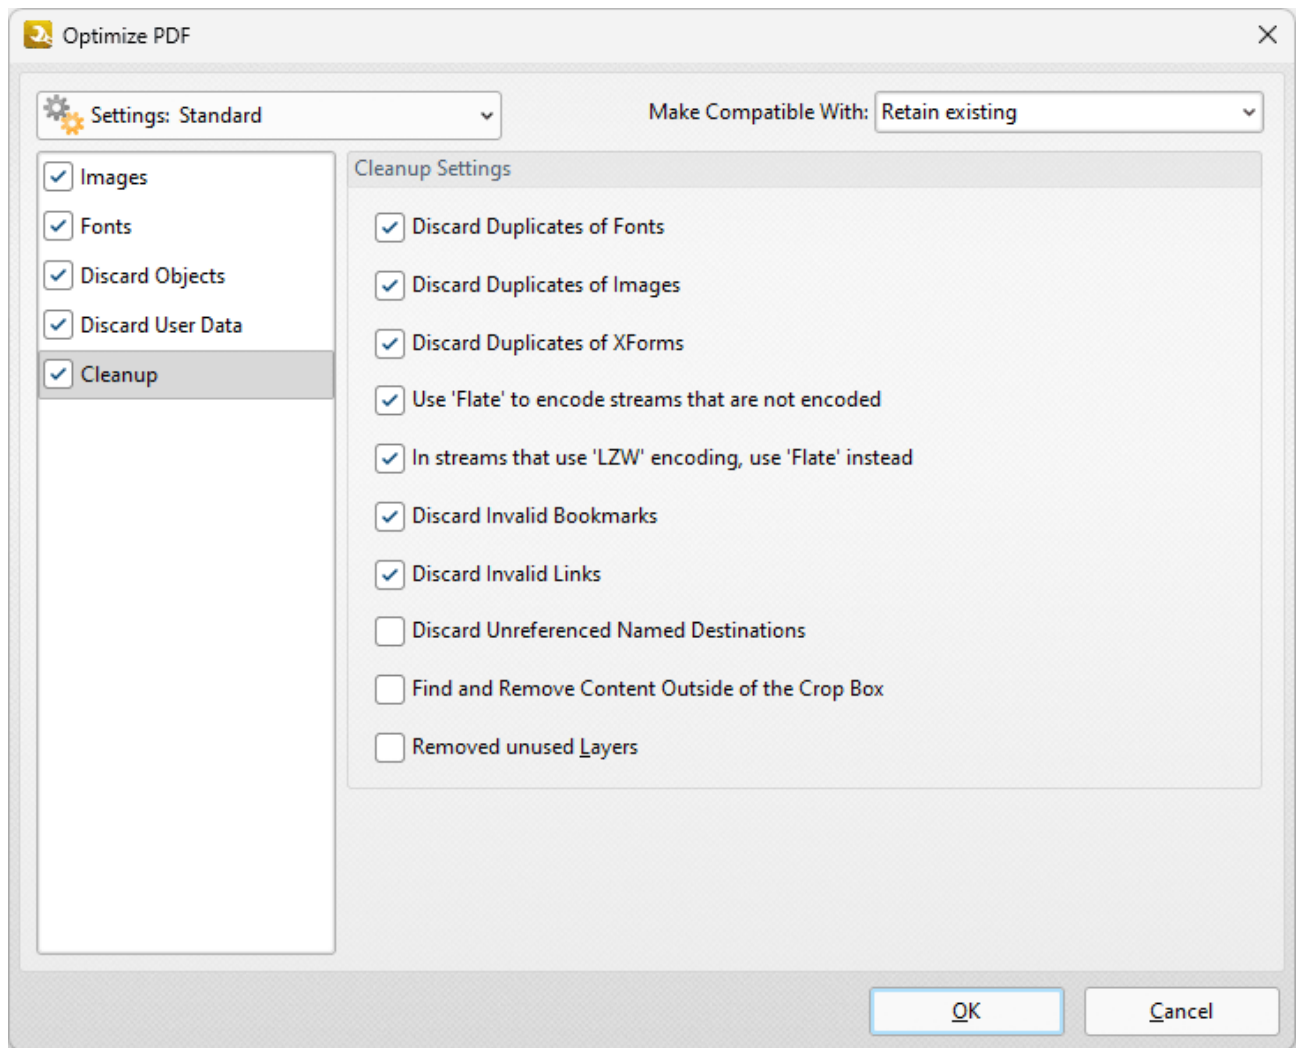 Optimize PDF
Settings: Standard
Make Compatible With: Retain existing
Images
Fonts
Discard Objects
Discard User Data
Cleanup
Cleanup Settings
Discard Duplicates of Fonts
Discard Duplicates of Images
Discard Duplicates of XForms
Use 'Flate' to encode streams that are not encoded
In streams that use 'LZW' encoding, use 'Flate' instead
Discard Invalid Bookmarks
Discard Invalid Links
Discard Unreferenced Named Destinations
Find and Remove Content Outside of the Crop Box
Removed unused Layers
OK
Cancel